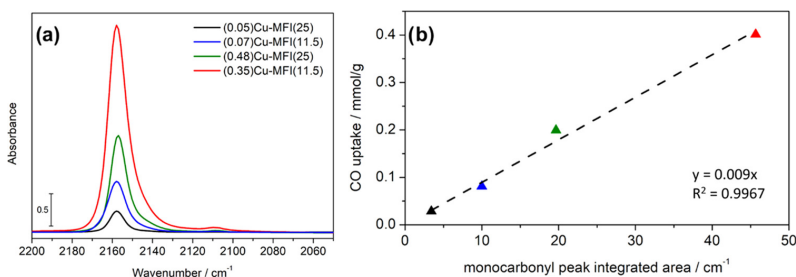 (a)
(0.05)Cu-MFI(25)
(0.07)Cu-MFI(11.5)
(0.48)Cu-MFI(25)
(0.35)Cu-MFI(11.5)
Absorbance
0.5
2200 2180 2160 2140 2120 2100 2080 2060
Wavenumber / cm⁻¹
(b)
CO uptake / mmol/g
0.4
0.3
0.2
0.1
0.0
y = 0.009x
R² = 0.9967
0 10 20 30 40 50
monocarbonyl peak integrated area / cm⁻¹